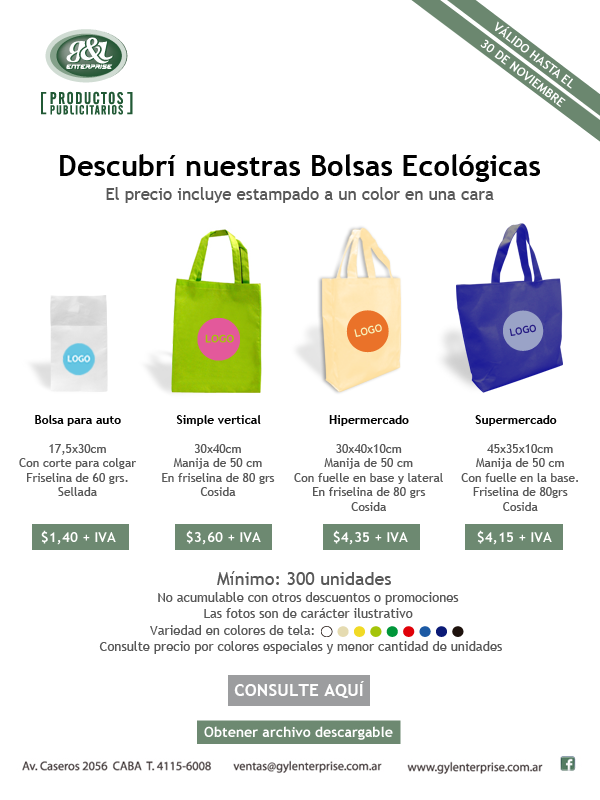 g&l
ENTERPRISE
[PRODUCTOS
PUBLICITARIOS]
VÁLIDO HASTA EL
30 DE NOVIEMBRE
Descubrí nuestras Bolsas Ecológicas
El precio incluye estampado a un color en una cara
LOGO
LOGO
LOGO
LOGO
Bolsa para auto
17,5x30cm
Con corte para colgar
Friselina de 60 grs.
Sellada
$1,40 + IVA
Simple vertical
30x40cm
Manija de 50 cm
En friselina de 80 grs
Cosida
$3,60 + IVA
Hipermercado
30x40x10cm
Manija de 50 cm
Con fuelle en base y lateral
En friselina de 80 grs
Cosida
$4,35 + IVA
Supermercado
45x35x10cm
Manija de 50 cm
Con fuelle en la base.
Friselina de 80grs
Cosida
$4,15 + IVA
Mínimo: 300 unidades
No acumulable con otros descuentos o promociones
Las fotos son de carácter ilustrativo
Variedad en colores de tela:
Consulte precio por colores especiales y menor cantidad de unidades
CONSULTE AQUÍ
Obtener archivo descargable
Av. Caseros 2056 CABA T. 4115-6008 ventas@gylenterprise.com.ar www.gylenterprise.com.ar f